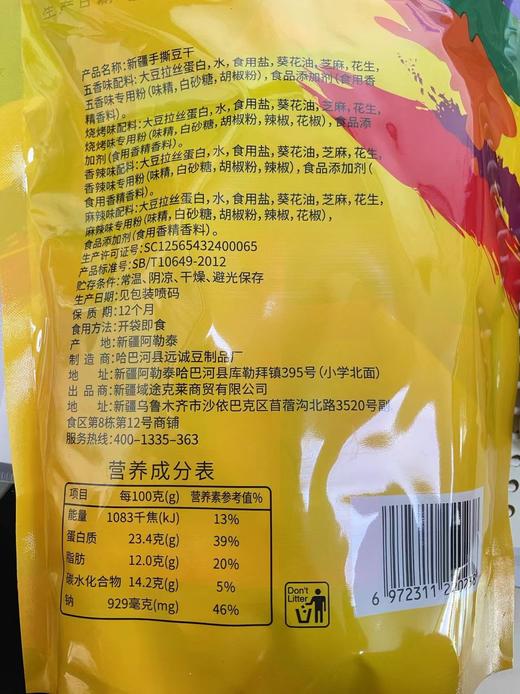 生产日期
产品名称：新疆手撕豆干
五香味配料：大豆拉丝蛋白，水，食用盐，葵花油，芝麻，花生，
五香味专用粉（味精，白砂糖，胡椒粉），食品添加剂（食用香
精香料）。
烧烤味配料：大豆拉丝蛋白，水，食用盐，葵花油，芝麻，花生，
烧烤味专用粉（味精，白砂糖，胡椒粉，辣椒，花椒），食品添
加剂（食用香精香料）。
香辣味配料：大豆拉丝蛋白，水，食用盐，葵花油，芝麻，花生，
香辣味专用粉（味精，白砂糖，胡椒粉，辣椒），食品添加剂（
食用香精香料）。
麻辣味配料：大豆拉丝蛋白，水，食用盐，葵花油，芝麻，花生，
麻辣味专用粉（味精，白砂糖，胡椒粉，辣椒，花椒），
食品添加剂（食用香精香料）。
生产许可证号：SC12565432400065
产品标准号：SB/T10649-2012
贮存条件：常温、阴凉、干燥、避光保存
生产日期：见包装喷码
保质期：12个月
食用方法：开袋即食
产地：新疆阿勒泰
制造商：哈巴河县远诚豆制品厂
地址：新疆阿勒泰哈巴河县库勒拜镇395号（小学北面）
出品商：新疆域途克莱商贸有限公司
地址：新疆乌鲁木齐市沙依巴克区苜蓿沟北路3520号副
食区第8栋第12号商铺
服务热线：400-1335-363
营养成分表
项目 每100克(g) 营养素参考值%
能量 1083千焦(kJ) 13%
蛋白质 23.4克(g) 39%
脂肪 12.0克(g) 20%
碳水化合物 14.2克(g) 5%
钠 929毫克(mg) 46%
Don't
Litter
6 972311